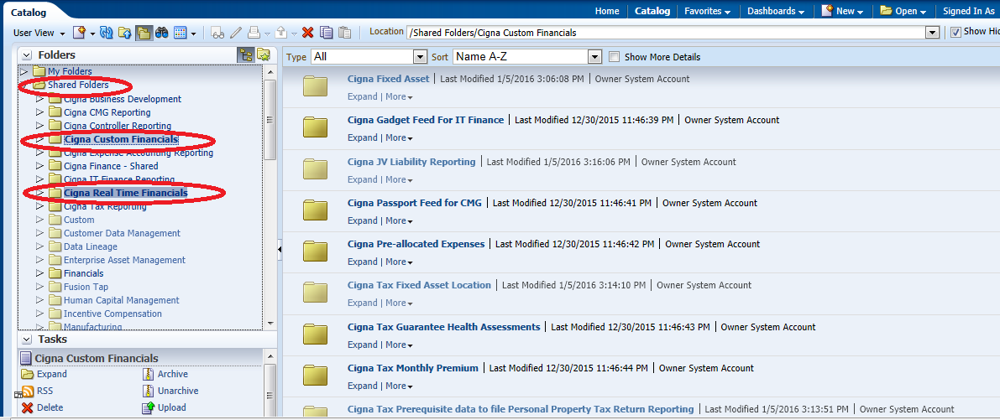 Catalog
Home Catalog Favorites Dashboards New Open Signed In As
User View Location /Shared Folders/Cigna Custom Financials Show Hid
Folders
My Folders
Shared Folders
Cigna Business Development
Cigna CMG Reporting
Cigna Controller Reporting
Cigna Custom Financials
Cigna Expense Accounting Reporting
Cigna Finance - Shared
Cigna IT Finance Reporting
Cigna Real Time Financials
Cigna Tax Reporting
Custom
Customer Data Management
Data Lineage
Enterprise Asset Management
Financials
Fusion Tap
Human Capital Management
Incentive Compensation
Manufacturing
Tasks
Cigna Custom Financials
Expand Archive
RSS Unarchive
Delete Upload
Type All Sort Name A-Z Show More Details
Cigna Fixed Asset | Last Modified 1/5/2016 3:06:08 PM | Owner System Account
Expand | More
Cigna Gadget Feed For IT Finance | Last Modified 12/30/2015 11:46:39 PM | Owner System Account
Expand | More
Cigna JV Liability Reporting | Last Modified 1/5/2016 3:16:06 PM | Owner System Account
Expand | More
Cigna Passport Feed for CMG | Last Modified 12/30/2015 11:46:41 PM | Owner System Account
Expand | More
Cigna Pre-allocated Expenses | Last Modified 12/30/2015 11:46:42 PM | Owner System Account
Expand | More
Cigna Tax Fixed Asset Location | Last Modified 1/5/2016 3:14:10 PM | Owner System Account
Expand | More
Cigna Tax Guarantee Health Assessments | Last Modified 12/30/2015 11:46:43 PM | Owner System Account
Expand | More
Cigna Tax Monthly Premium | Last Modified 12/30/2015 11:46:44 PM | Owner System Account
Expand | More
Cigna Tax Prerequisite data to file Personal Property Tax Return Reporting | Last Modified 1/5/2016 3:13:51 PM | Owner System Account